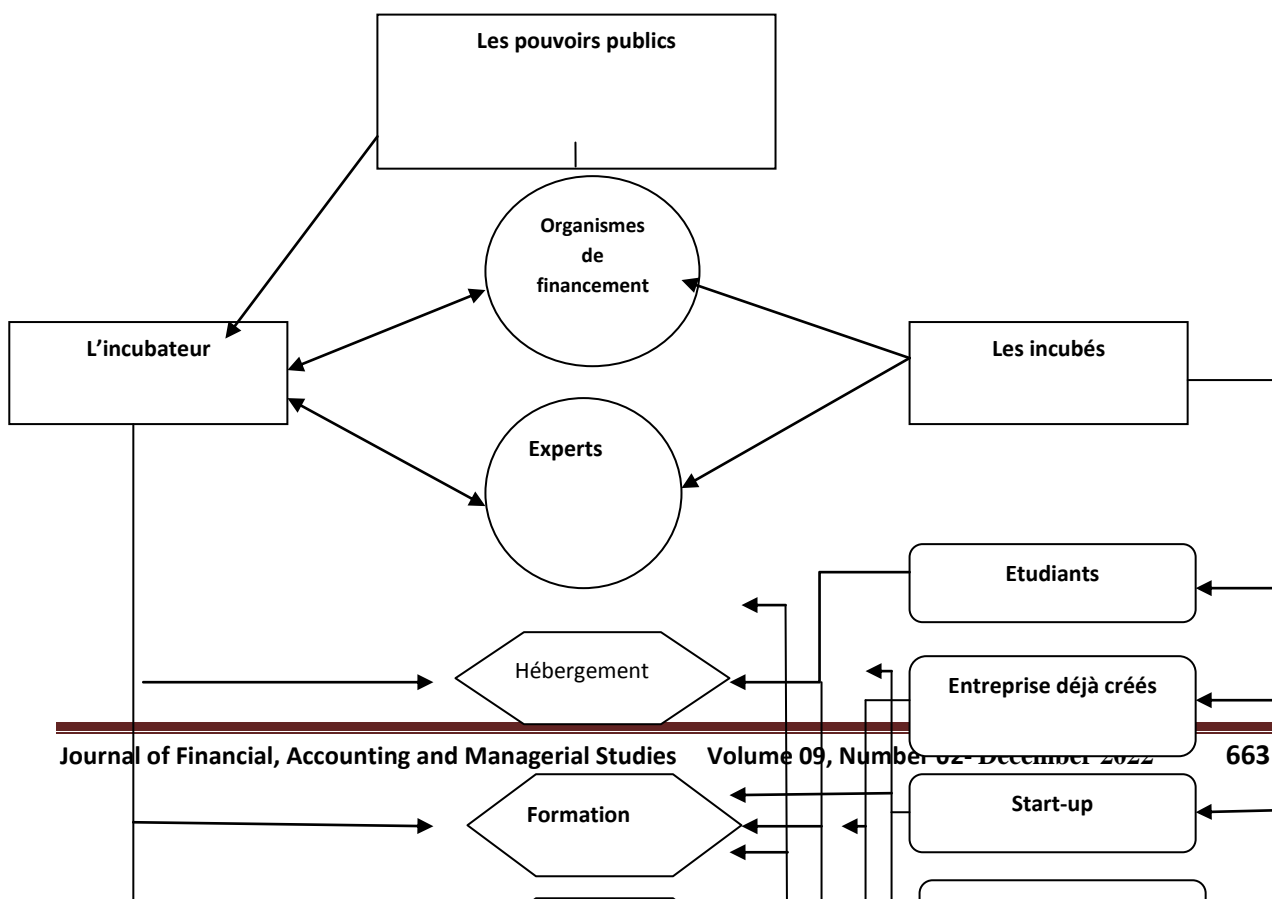 Les pouvoirs publics
Organismes
de
financement
L’incubateur
Les incubés
Experts
Etudiants
Hébergement
Entreprise déjà créés
Journal of Financial, Accounting and Managerial Studies Volume 09, Number 02- December 2022 663
Start-up
Formation